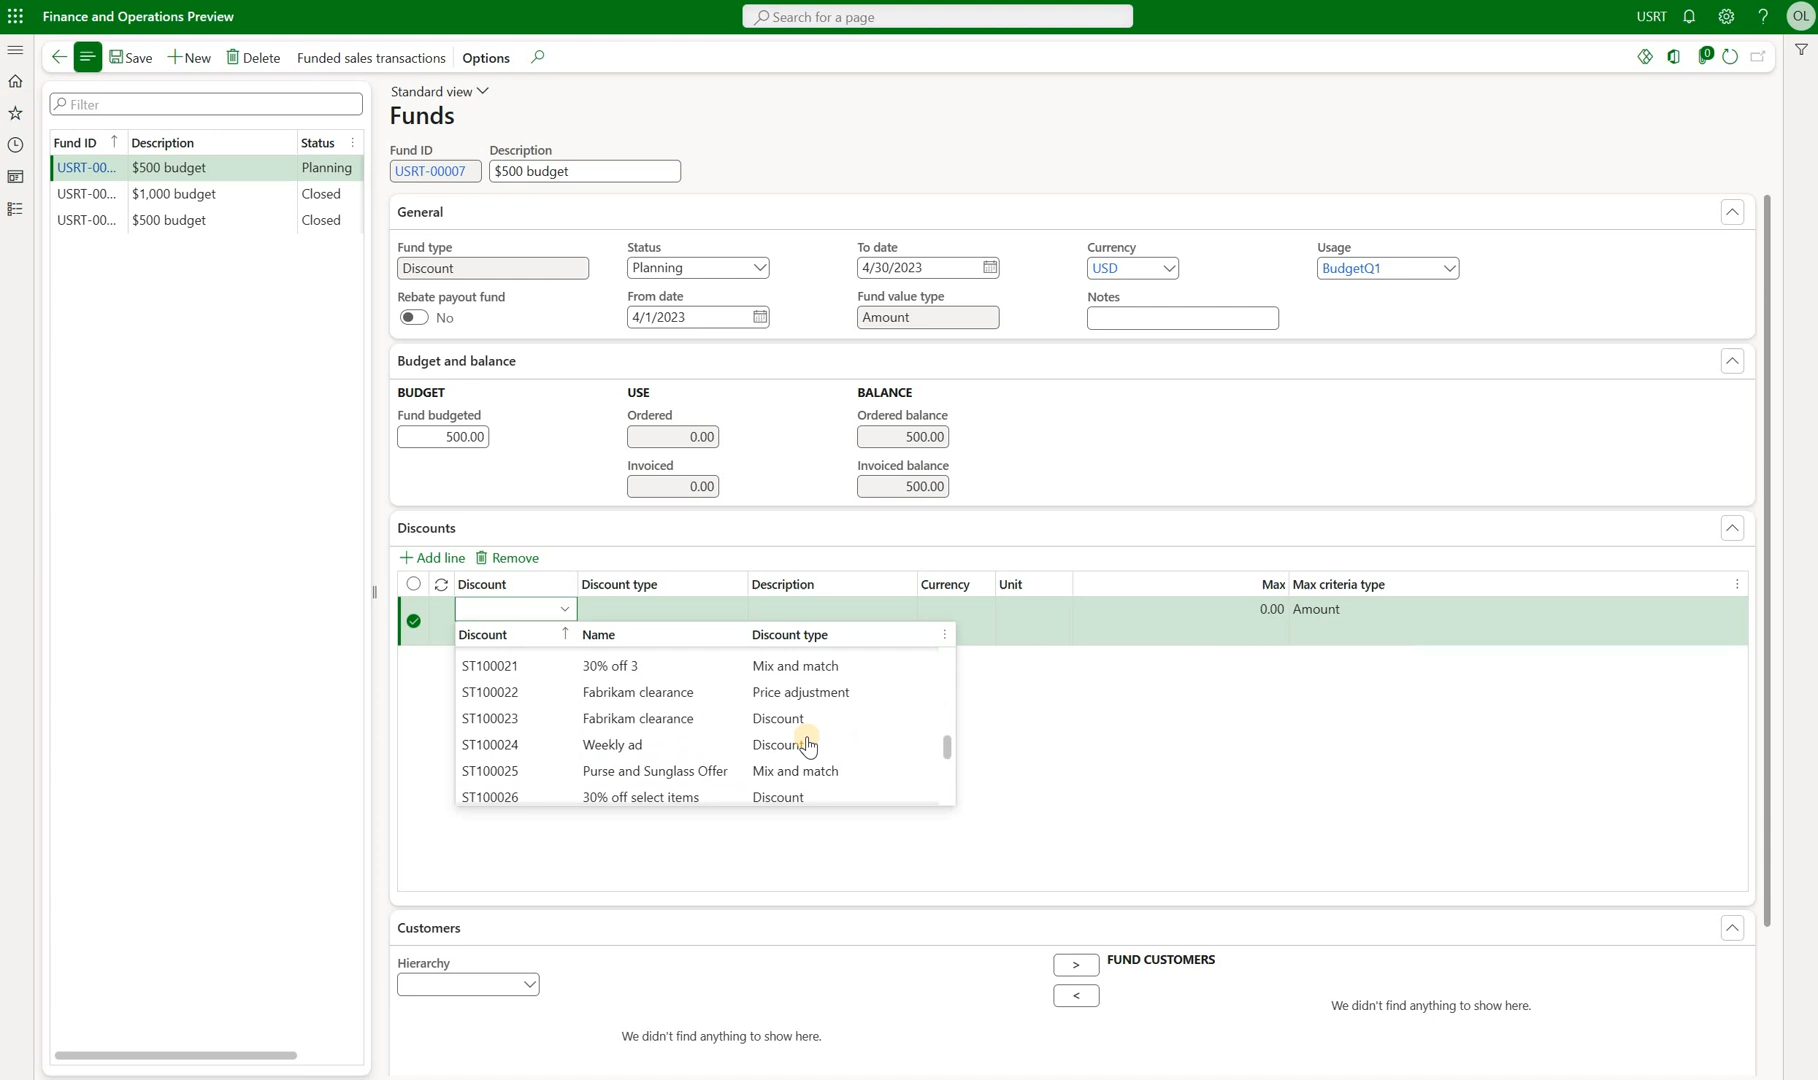 Finance and Operations Preview
Search for a page
USRT
OL
Save
New
Delete
Funded sales transactions
Options
0
Filter
Fund ID Description Status
USRT-00... $500 budget Planning
USRT-00... $1,000 budget Closed
USRT-00... $500 budget Closed
Standard view
Funds
Fund ID Description
USRT-00007 $500 budget
General
Fund type Status To date Currency Usage
Discount Planning 4/30/2023 USD BudgetQ1
Rebate payout fund From date Fund value type Notes
No 4/1/2023 Amount
Budget and balance
BUDGET USE BALANCE
Fund budgeted Ordered Ordered balance
500.00 0.00 500.00
Invoiced Invoiced balance
0.00 500.00
Discounts
+ Add line Remove
Discount Discount type Description Currency Unit Max Max criteria type
0.00 Amount
Discount Name Discount type
ST100021 30% off 3 Mix and match
ST100022 Fabrikam clearance Price adjustment
ST100023 Fabrikam clearance Discount
ST100024 Weekly ad Discount
ST100025 Purse and Sunglass Offer Mix and match
ST100026 30% off select items Discount
Customers
Hierarchy
> FUND CUSTOMERS
<
We didn't find anything to show here.
We didn't find anything to show here.